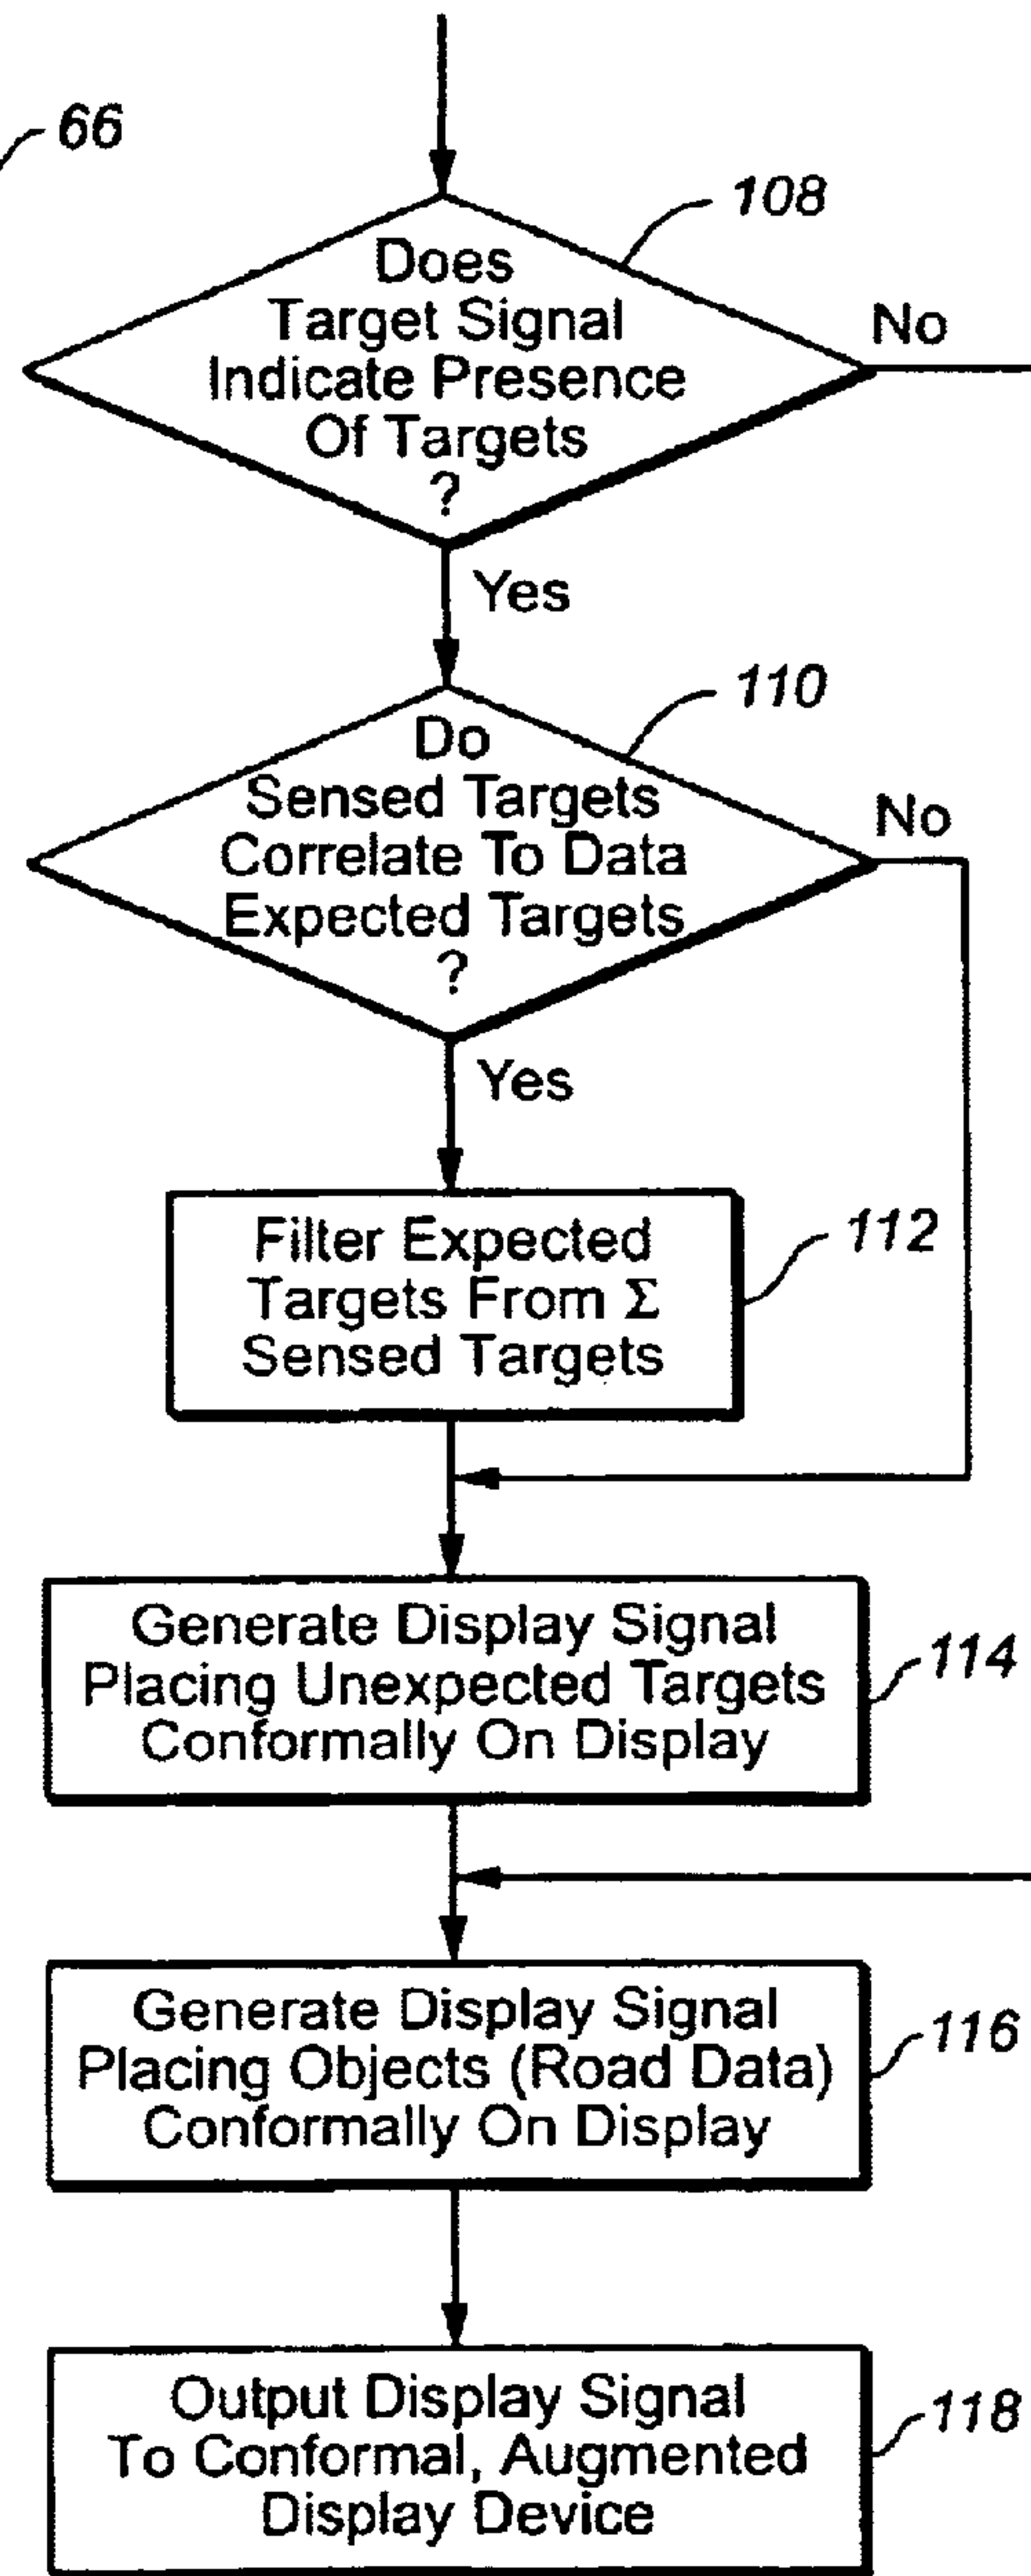 66
108
Does
Target Signal
Indicate Presence
Of Targets
?
No
Yes
110
Do
Sensed Targets
Correlate To Data
Expected Targets
?
No
Yes
112
Filter Expected
Targets From Σ
Sensed Targets
Generate Display Signal
Placing Unexpected Targets
Conformally On Display
114
Generate Display Signal
Placing Objects (Road Data)
Conformally On Display
116
Output Display Signal
To Conformal, Augmented
Display Device
118